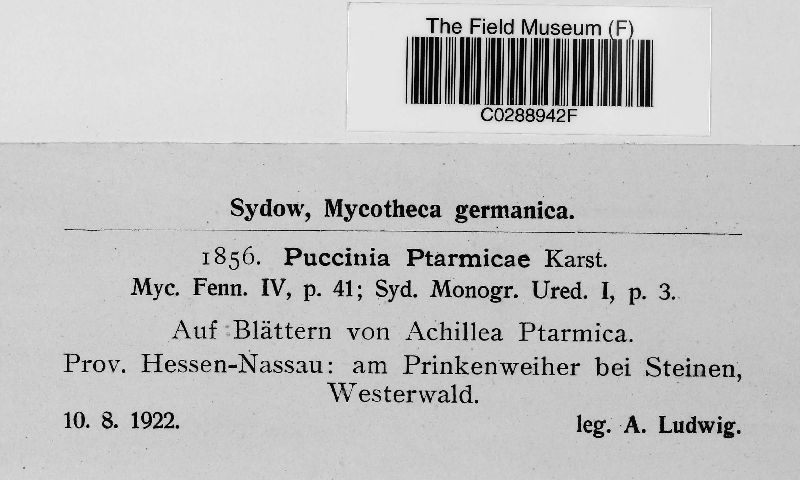 The Field Museum (F)
C0288942F
Sydow, Mycotheca germanica.
1856. Puccinia Ptarmicae Karst.
Myc. Fenn. IV, p. 41; Syd. Monogr. Ured. I, p. 3.
Auf Blättern von Achillea Ptarmica.
Prov. Hessen-Nassau: am Prinkenweiher bei Steinen,
Westerwald.
10. 8. 1922. leg. A. Ludwig.